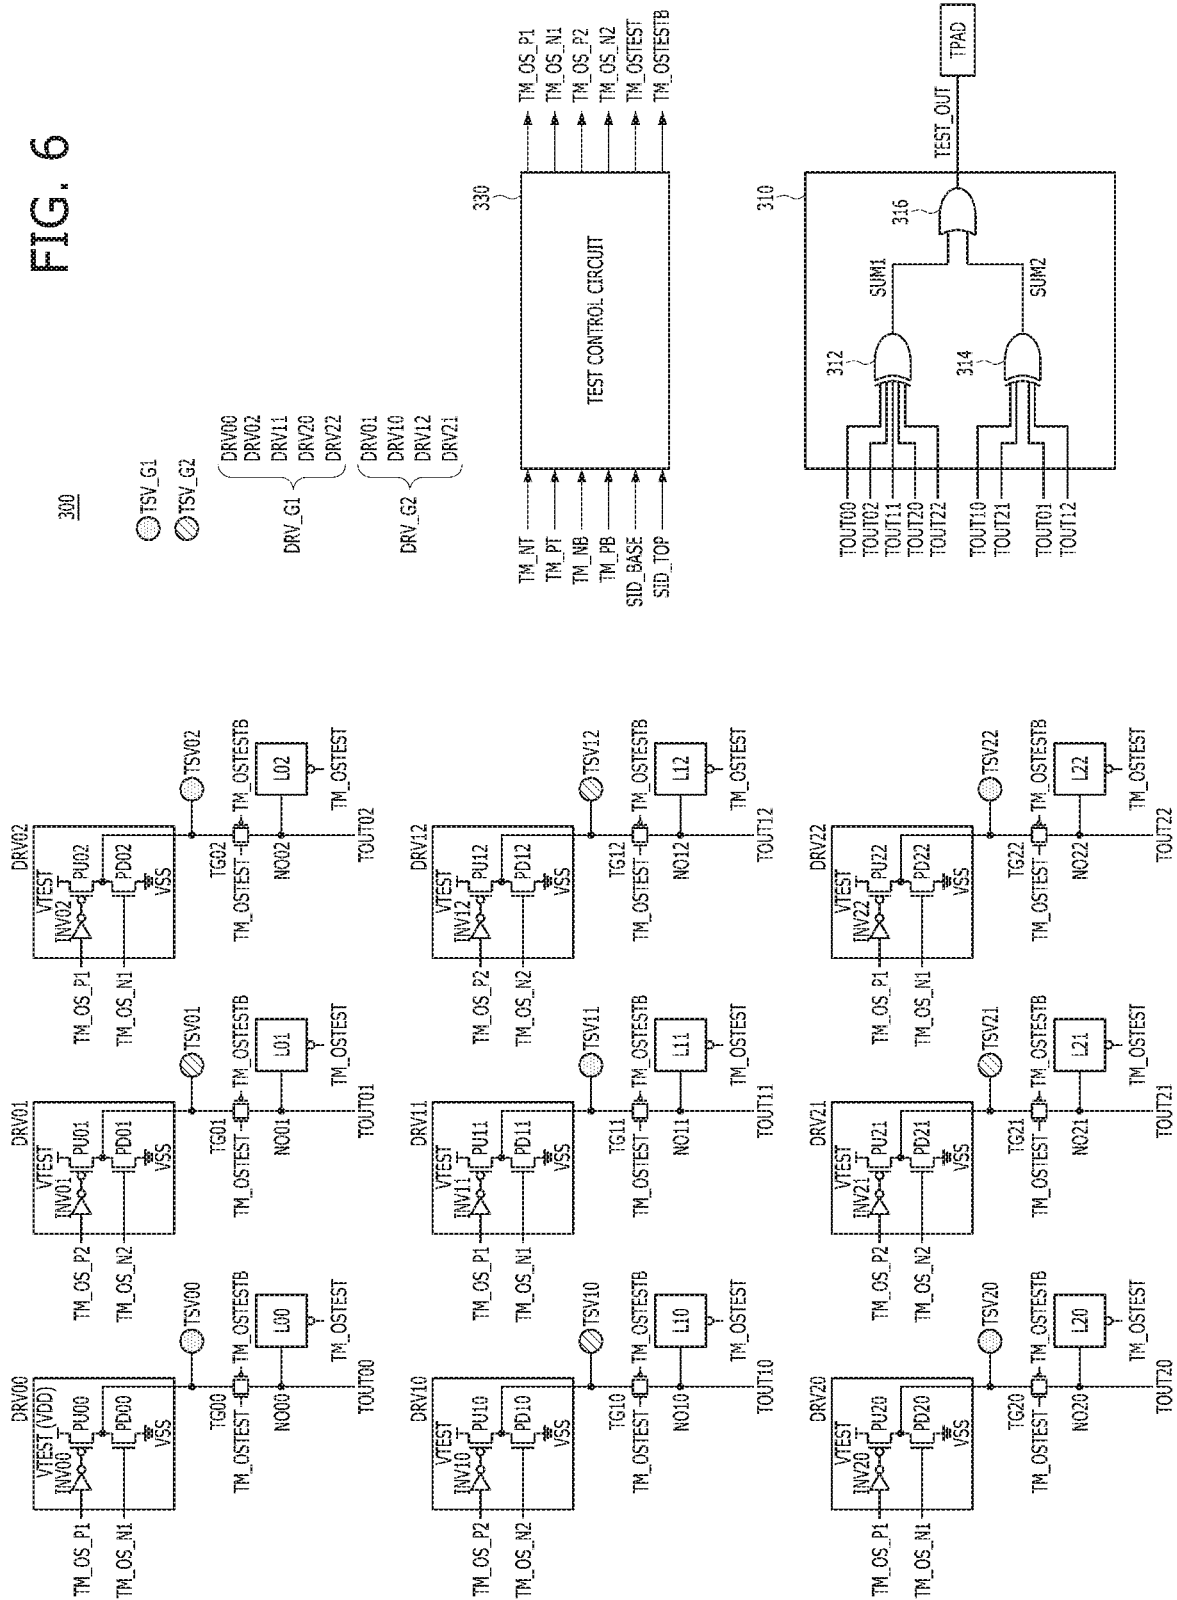 FIG. 6
300
TSV_G1
TSV_G2
DRV_G1
DRV00
DRV02
DRV11
DRV20
DRV22
DRV_G2
DRV01
DRV10
DRV12
DRV21
330
TEST CONTROL CIRCUIT
TM_NT
TM_PT
TM_NB
TM_PB
SID_BASE
SID_TOP
TM_OS_P1
TM_OS_N1
TM_OS_P2
TM_OS_N2
TM_OSTEST
TM_OSTESTB
310
TOUT00
TOUT02
TOUT11
TOUT20
TOUT22
312
SUM1
TOUT10
TOUT21
TOUT01
TOUT12
314
SUM2
316
TEST_OUT
TPAD
DRV00
VTEST (VDD)
INV00
PU00
PD00
VSS
TM_OS_P1
TM_OS_N1
TSV00
TG00
TM_OSTEST
TM_OSTESTB
NO00
L00
TM_OSTEST
TOUT00
DRV01
VTEST
INV01
PU01
PD01
VSS
TM_OS_P2
TM_OS_N2
TSV01
TG01
TM_OSTEST
TM_OSTESTB
NO01
L01
TM_OSTEST
TOUT01
DRV02
VTEST
INV02
PU02
PD02
VSS
TM_OS_P1
TM_OS_N1
TSV02
TG02
TM_OSTEST
TM_OSTESTB
NO02
L02
TM_OSTEST
TOUT02
DRV10
VTEST
INV10
PU10
PD10
VSS
TM_OS_P2
TM_OS_N2
TSV10
TG10
TM_OSTEST
TM_OSTESTB
NO10
L10
TM_OSTEST
TOUT10
DRV11
VTEST
INV11
PU11
PD11
VSS
TM_OS_P1
TM_OS_N1
TSV11
TG11
TM_OSTEST
TM_OSTESTB
NO11
L11
TM_OSTEST
TOUT11
DRV12
VTEST
INV12
PU12
PD12
VSS
TM_OS_P2
TM_OS_N2
TSV12
TG12
TM_OSTEST
TM_OSTESTB
NO12
L12
TM_OSTEST
TOUT12
DRV20
VTEST
INV20
PU20
PD20
VSS
TM_OS_P1
TM_OS_N1
TSV20
TG20
TM_OSTEST
TM_OSTESTB
NO20
L20
TM_OSTEST
TOUT20
DRV21
VTEST
INV21
PU21
PD21
VSS
TM_OS_P2
TM_OS_N2
TSV21
TG21
TM_OSTEST
TM_OSTESTB
NO21
L21
TM_OSTEST
TOUT21
DRV22
VTEST
INV22
PU22
PD22
VSS
TM_OS_P1
TM_OS_N1
TSV22
TG22
TM_OSTEST
TM_OSTESTB
NO22
L22
TM_OSTEST
TOUT22